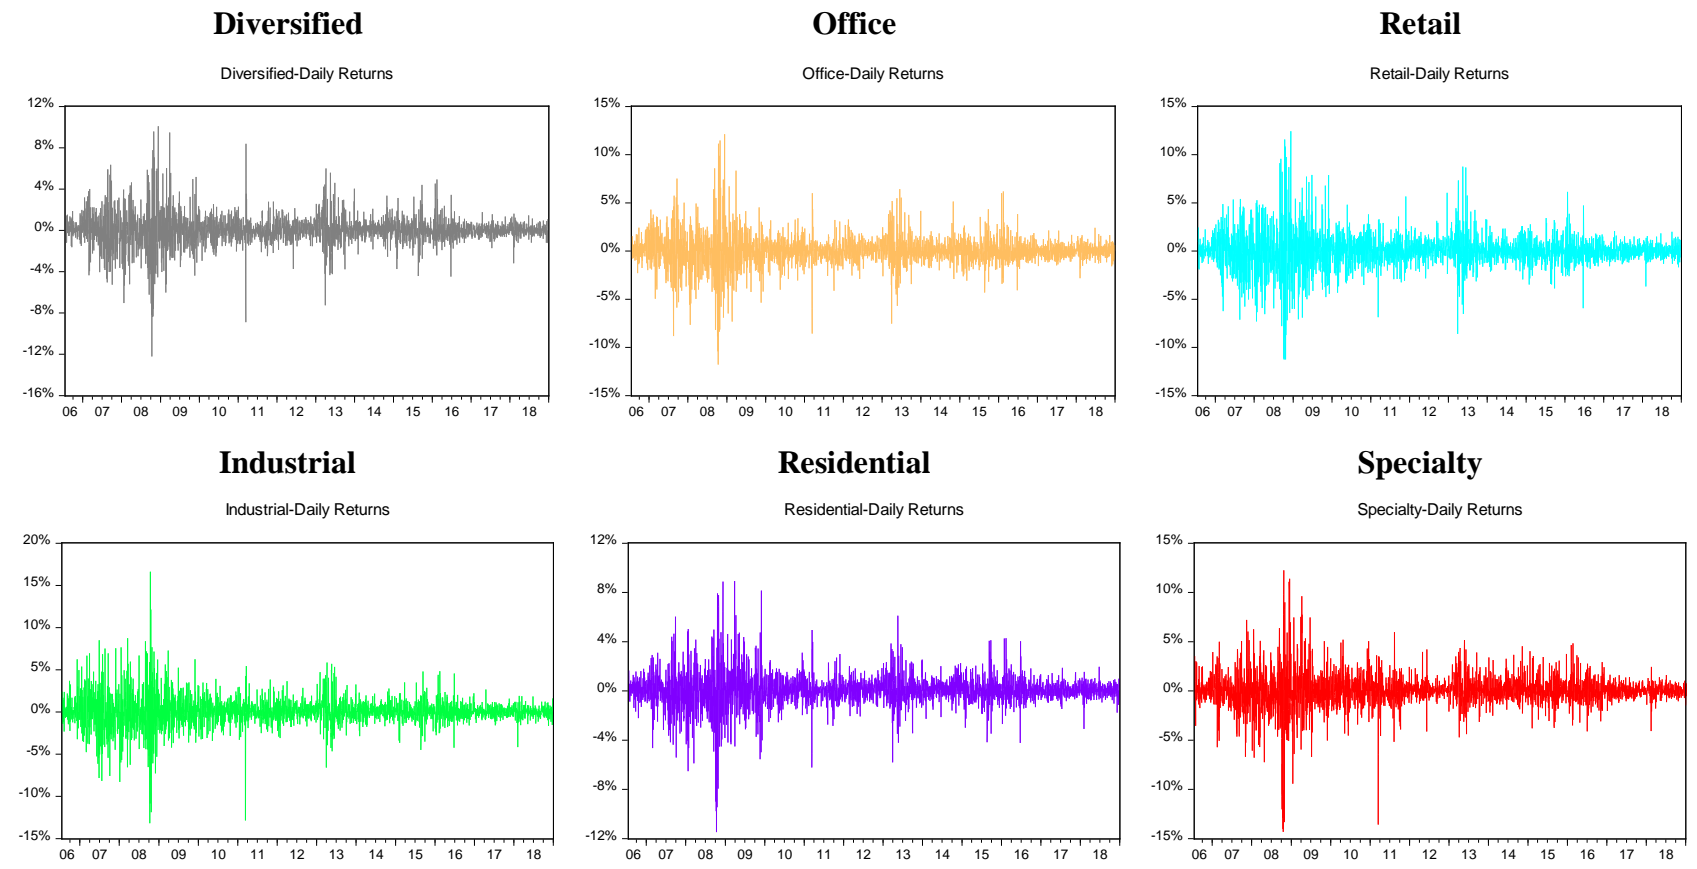 Diversified
Diversified-Daily Returns
12%
8%
4%
0%
-4%
-8%
-12%
-16%
06 07 08 09 10 11 12 13 14 15 16 17 18
Office
Office-Daily Returns
15%
10%
5%
0%
-5%
-10%
-15%
06 07 08 09 10 11 12 13 14 15 16 17 18
Retail
Retail-Daily Returns
15%
10%
5%
0%
-5%
-10%
-15%
06 07 08 09 10 11 12 13 14 15 16 17 18
Industrial
Industrial-Daily Returns
20%
15%
10%
5%
0%
-5%
-10%
-15%
06 07 08 09 10 11 12 13 14 15 16 17 18
Residential
Residential-Daily Returns
12%
8%
4%
0%
-4%
-8%
-12%
06 07 08 09 10 11 12 13 14 15 16 17 18
Specialty
Specialty-Daily Returns
15%
10%
5%
0%
-5%
-10%
-15%
06 07 08 09 10 11 12 13 14 15 16 17 18